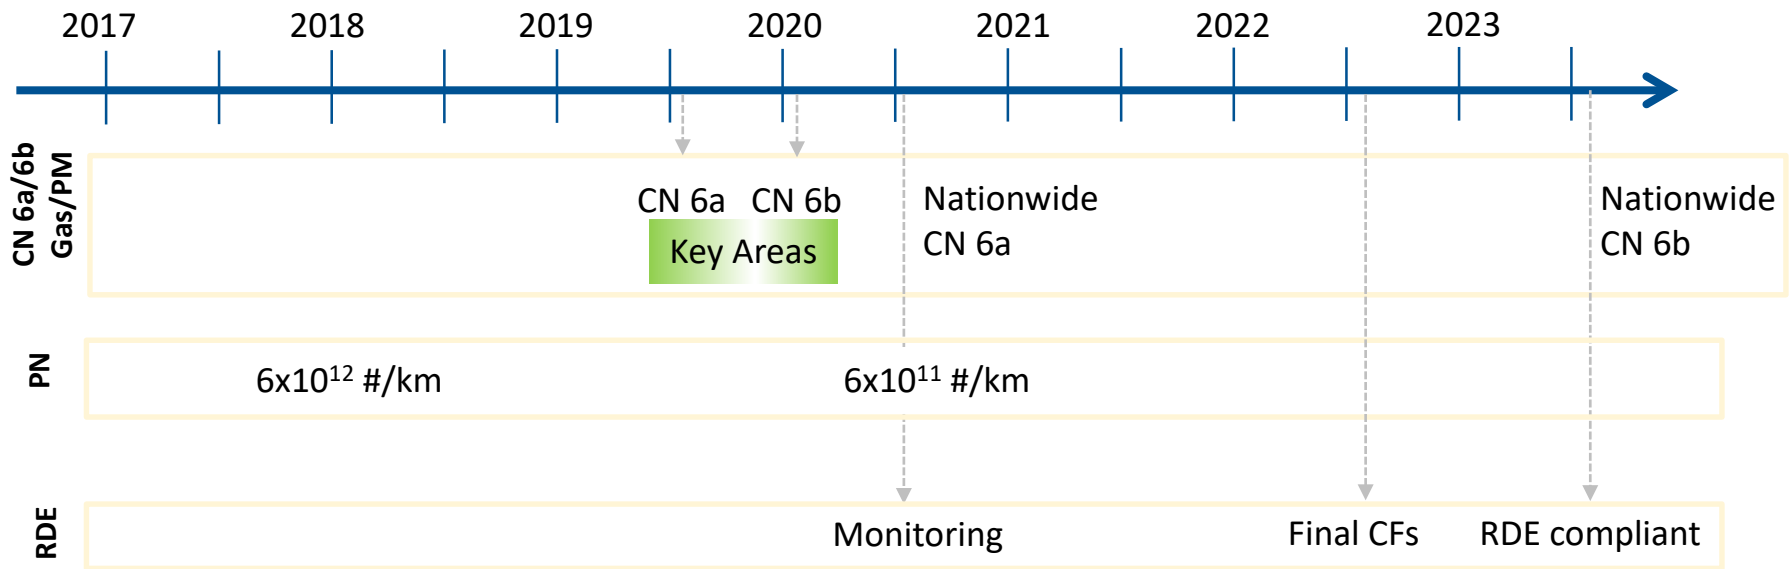 2017 2018 2019 2020 2021 2022 2023
CN 6a/6b
Gas/PM
CN 6a CN 6b
Key Areas
Nationwide
CN 6a
Nationwide
CN 6b
PN
6x10¹² #/km 6x10¹¹ #/km
RDE
Monitoring Final CFs RDE compliant